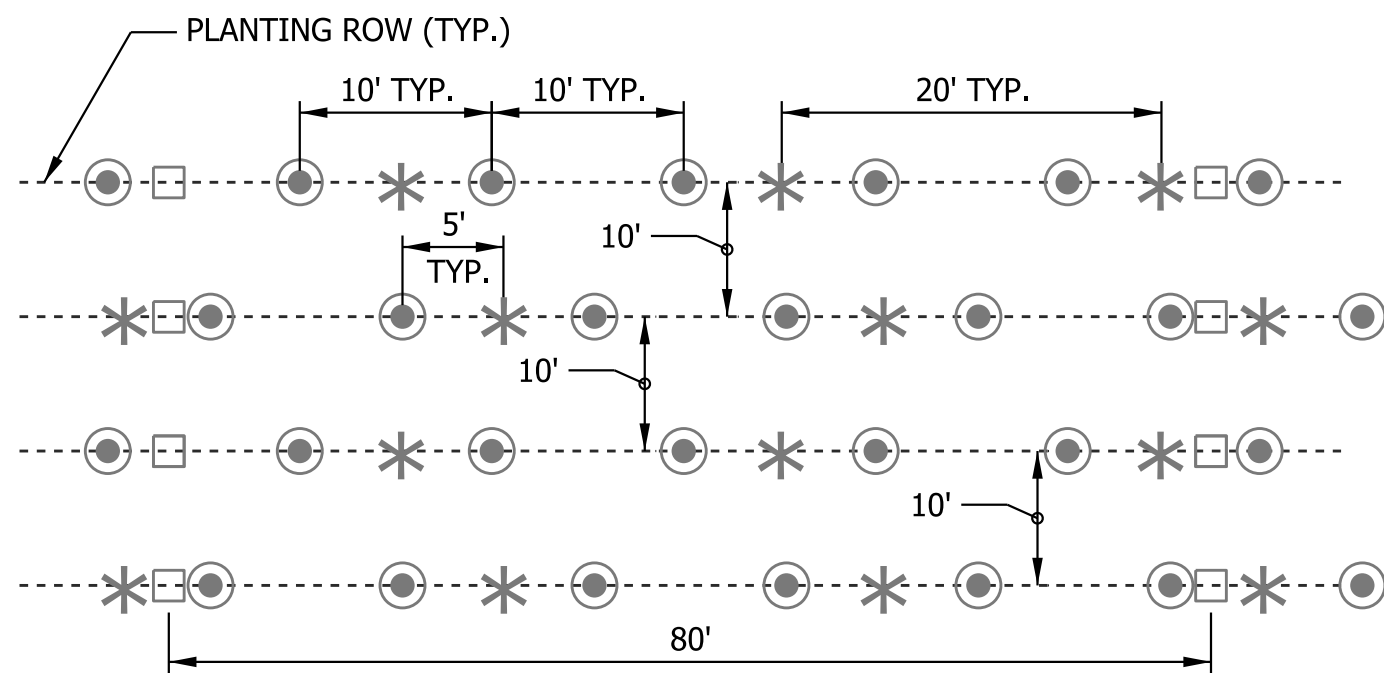 PLANTING ROW (TYP.)
10' TYP.
10' TYP.
20' TYP.
5'
TYP.
10'
10'
10'
80'